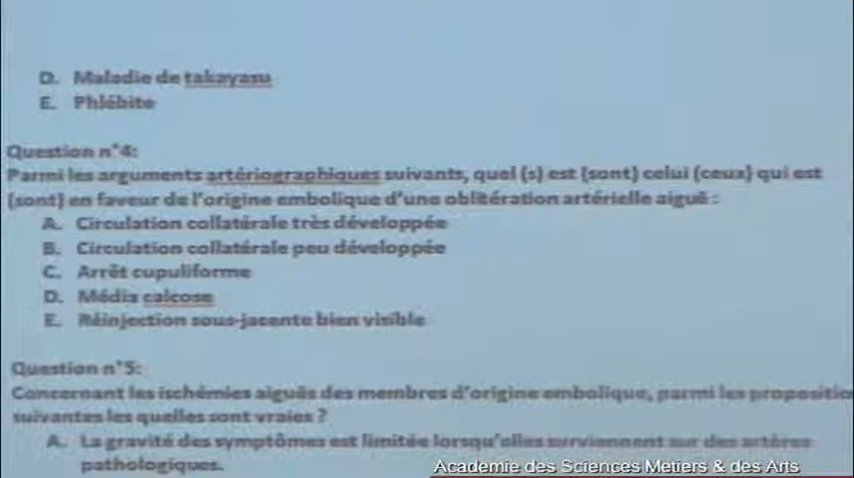 D. Maladie de takayasu
E. Phlébite
Question n°4:
Parmi les arguments artériographiques suivants, quel (s) est (sont) celui (ceux) qui est
(sont) en faveur de l'origine embolique d'une oblitération artérielle aiguë :
A. Circulation collatérale très développée
B. Circulation collatérale peu développée
C. Arrêt cupuliforme
D. Média calcose
E. Réinjection sous-jacente bien visible
Question n°5:
Concernant les ischémies aiguës des membres d'origine embolique, parmi les propositio
suivantes les quelles sont vraies ?
A. La gravité des symptômes est limitée lorsqu'elles surviennent sur des artères
pathologiques.
Academie des Sciences Metiers & des Arts